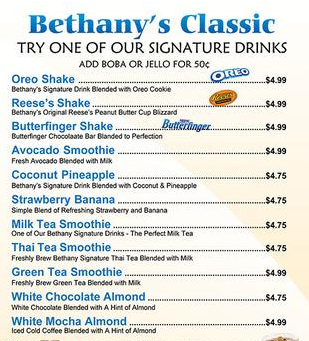 Bethany's Classic
TRY ONE OF OUR SIGNATURE DRINKS
ADD BOBA OR JELLO FOR 50¢
OREO
Oreo Shake $4.99
Bethany's Signature Drink Blended with Oreo Cookie
Reese's
Reese's Shake $4.99
Bethany's Original Reese's Peanut Butter Cup Blizzard
Butterfinger
Butterfinger Shake $4.99
Butterfinger Chocolaate Bar Blanded to Perfection
Avocado Smoothie $4.99
Fresh Avocado Blended with Milk
Coconut Pineapple $4.75
Bethany's Signature Drink Blended with Coconut & Pineapple
Strawberry Banana $4.75
Simple Blend of Refreshing Strawberry and Banana
Milk Tea Smoothie $4.75
One of Our Bethany Signature Drinks - The Perfect Milk Tea
Thai Tea Smoothie $4.75
Freshly Brew Bethany Signature Thai Tea Blended with Milk
Green Tea Smoothie $4.99
Freshly Brew Green Tea Blended with Milk
White Chocolate Almond $4.75
White Chocolate Blended with A Hint of Almond
White Mocha Almond $4.99
Iced Cold Coffee Blended with A Hint of Almond